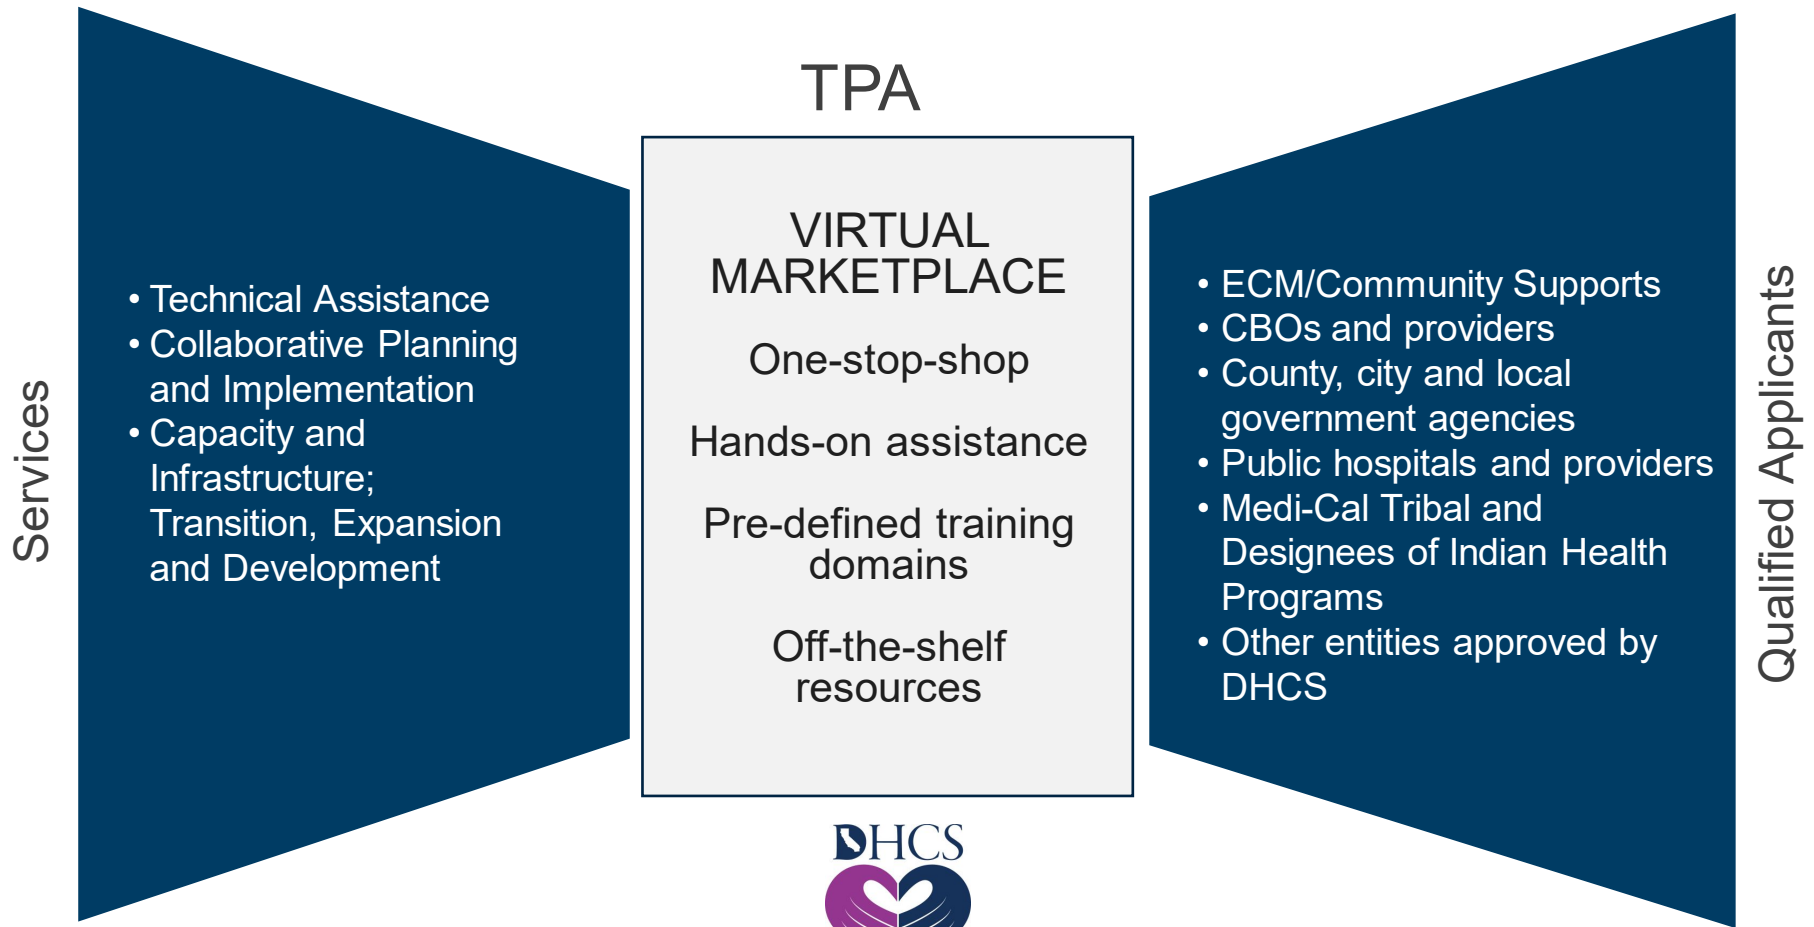 TPA
Services
• Technical Assistance
• Collaborative Planning
and Implementation
• Capacity and
Infrastructure;
Transition, Expansion
and Development
VIRTUAL
MARKETPLACE
One-stop-shop
Hands-on assistance
Pre-defined training
domains
Off-the-shelf
resources
• ECM/Community Supports
• CBOs and providers
• County, city and local
government agencies
• Public hospitals and providers
• Medi-Cal Tribal and
Designees of Indian Health
Programs
• Other entities approved by
DHCS
Qualified Applicants
DHCS